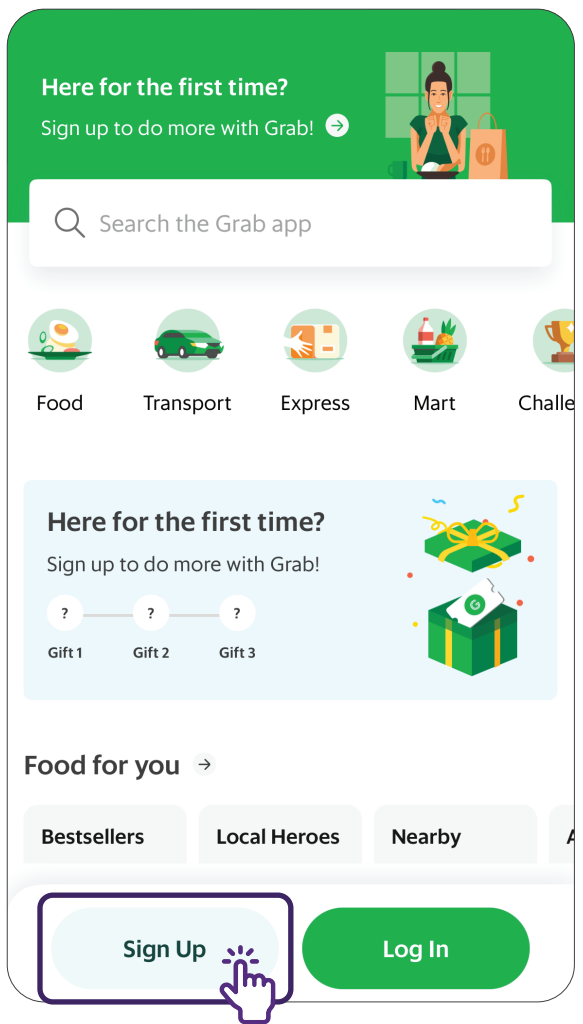 Here for the first time?
Sign up to do more with Grab!
Search the Grab app
Food
Transport
Express
Mart
Challe
Here for the first time?
Sign up to do more with Grab!
? ? ?
Gift 1 Gift 2 Gift 3
G
Food for you
Bestsellers
Local Heroes
Nearby
A
Sign Up
Log In